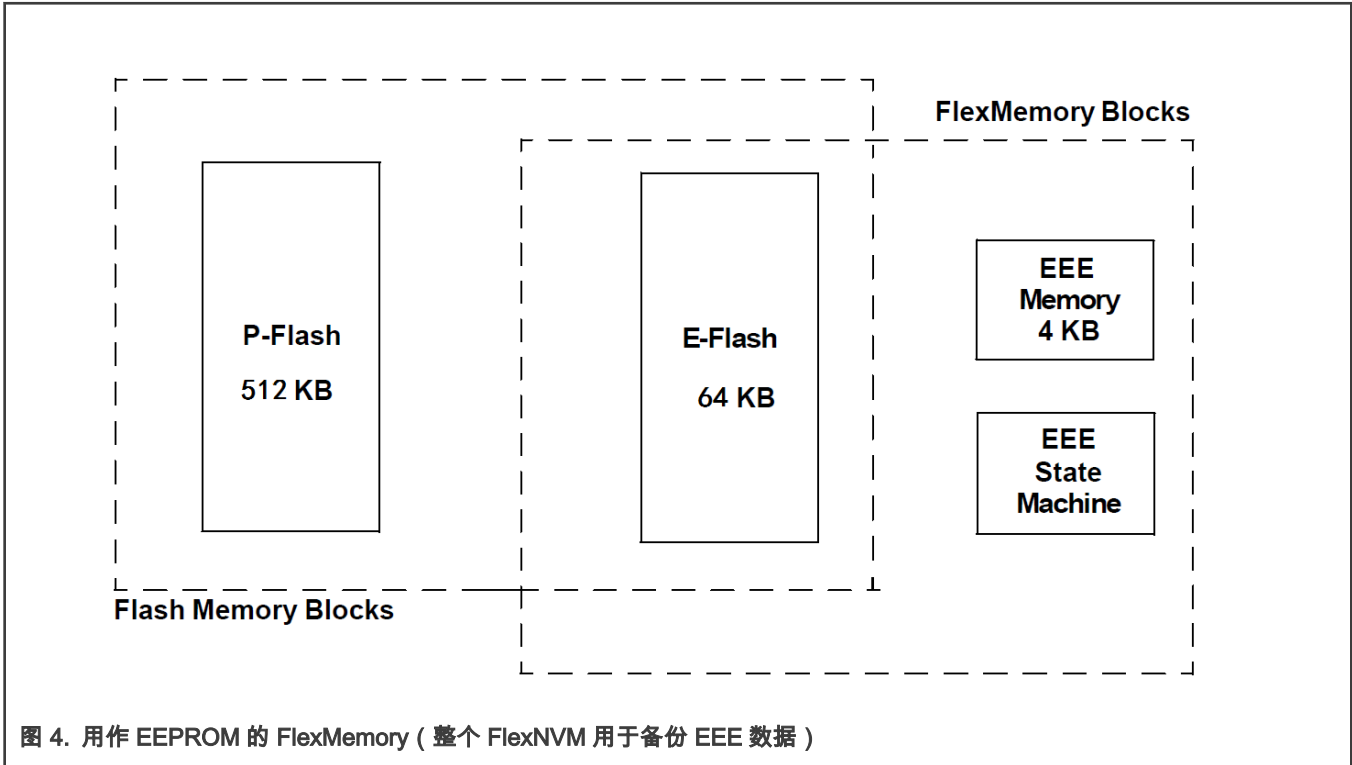 FlexMemory Blocks
P-Flash
512 KB
E-Flash
64 KB
EEE
Memory
4 KB
EEE
State
Machine
Flash Memory Blocks
图 4. 用作 EEPROM 的 FlexMemory（整个 FlexNVM 用于备份 EEE 数据）